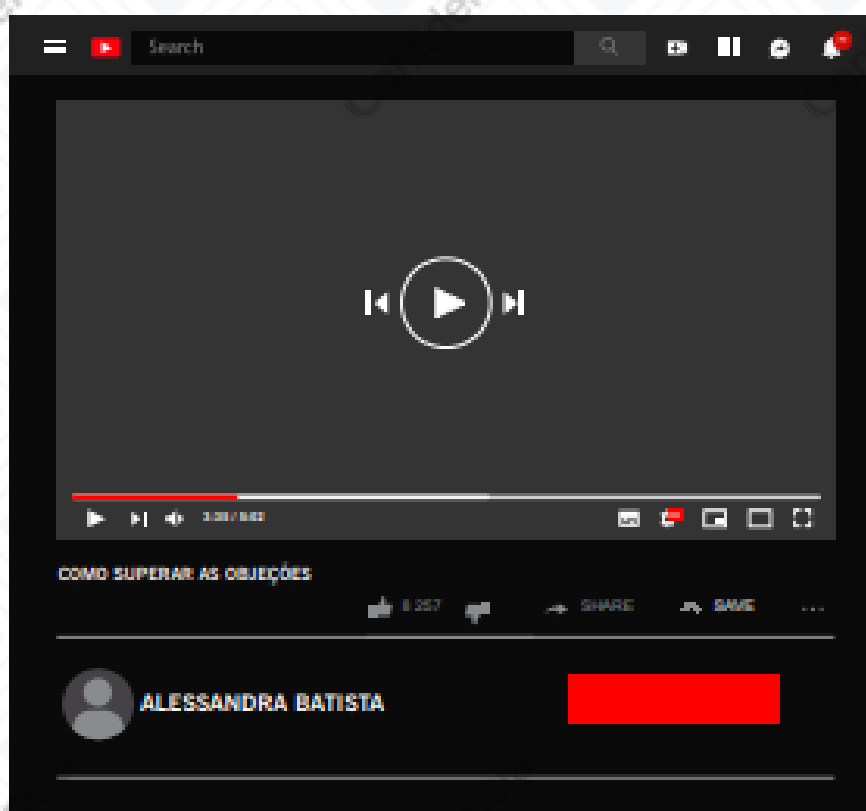 Search
COMO SUPERAR AS OBJEÇÕES
SHARE
SAVE
ALESSANDRA BATISTA